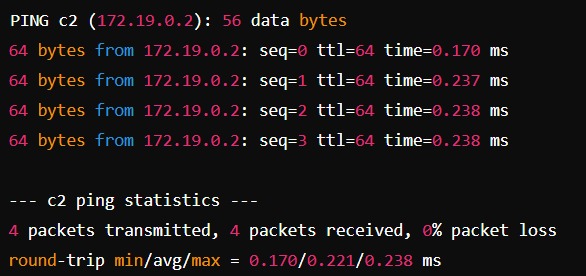 PING c2 (172.19.0.2): 56 data bytes
64 bytes from 172.19.0.2: seq=0 ttl=64 time=0.170 ms
64 bytes from 172.19.0.2: seq=1 ttl=64 time=0.237 ms
64 bytes from 172.19.0.2: seq=2 ttl=64 time=0.238 ms
64 bytes from 172.19.0.2: seq=3 ttl=64 time=0.238 ms
--- c2 ping statistics ---
4 packets transmitted, 4 packets received, 0% packet loss
round-trip min/avg/max = 0.170/0.221/0.238 ms